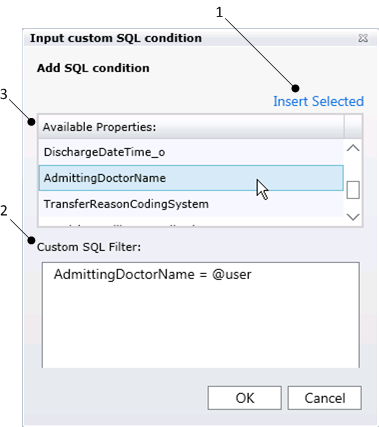 1
Input custom SQL condition
Add SQL condition
Insert Selected
3
Available Properties:
DischargeDateTime_o
AdmittingDoctorName
TransferReasonCodingSystem
2
Custom SQL Filter:
AdmittingDoctorName = @user
OK
Cancel